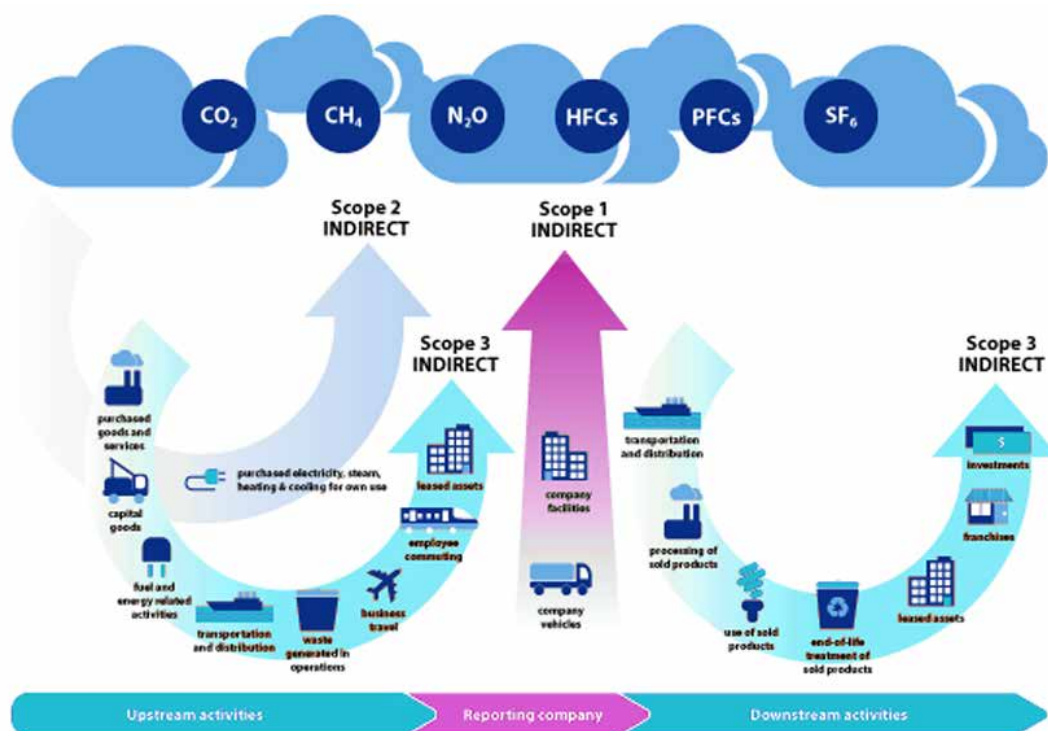 CO₂
CH₄
N₂O
HFCs
PFCs
SF₆
Scope 2
INDIRECT
Scope 1
INDIRECT
Scope 3
INDIRECT
Scope 3
INDIRECT
purchased
goods and
services
capital
goods
fuel and
energy related
activities
transportation
and distribution
waste
generated in
operations
business
travel
employee
commuting
leased assets
purchased electricity, steam,
heating & cooling for own use
company
facilities
company
vehicles
transportation
and distribution
processing of
sold products
use of sold
products
end-of-life
treatment of
sold products
leased assets
franchises
investments
$
Upstream activities
Reporting company
Downstream activities